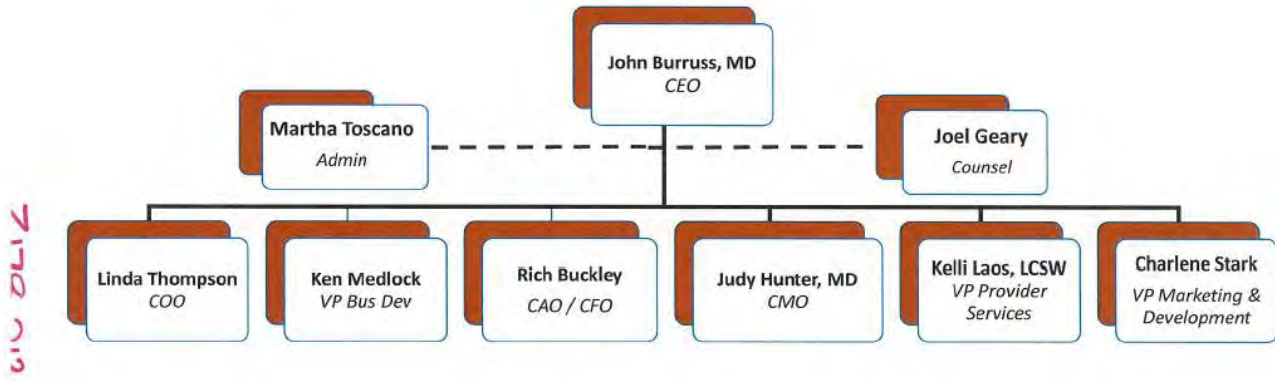 John Burruss, MD
CEO
Martha Toscano
Admin
Joel Geary
Counsel
Linda Thompson
COO
Ken Medlock
VP Bus Dev
Rich Buckley
CAO / CFO
Judy Hunter, MD
CMO
Kelli Laos, LCSW
VP Provider
Services
Charlene Stark
VP Marketing &
Development